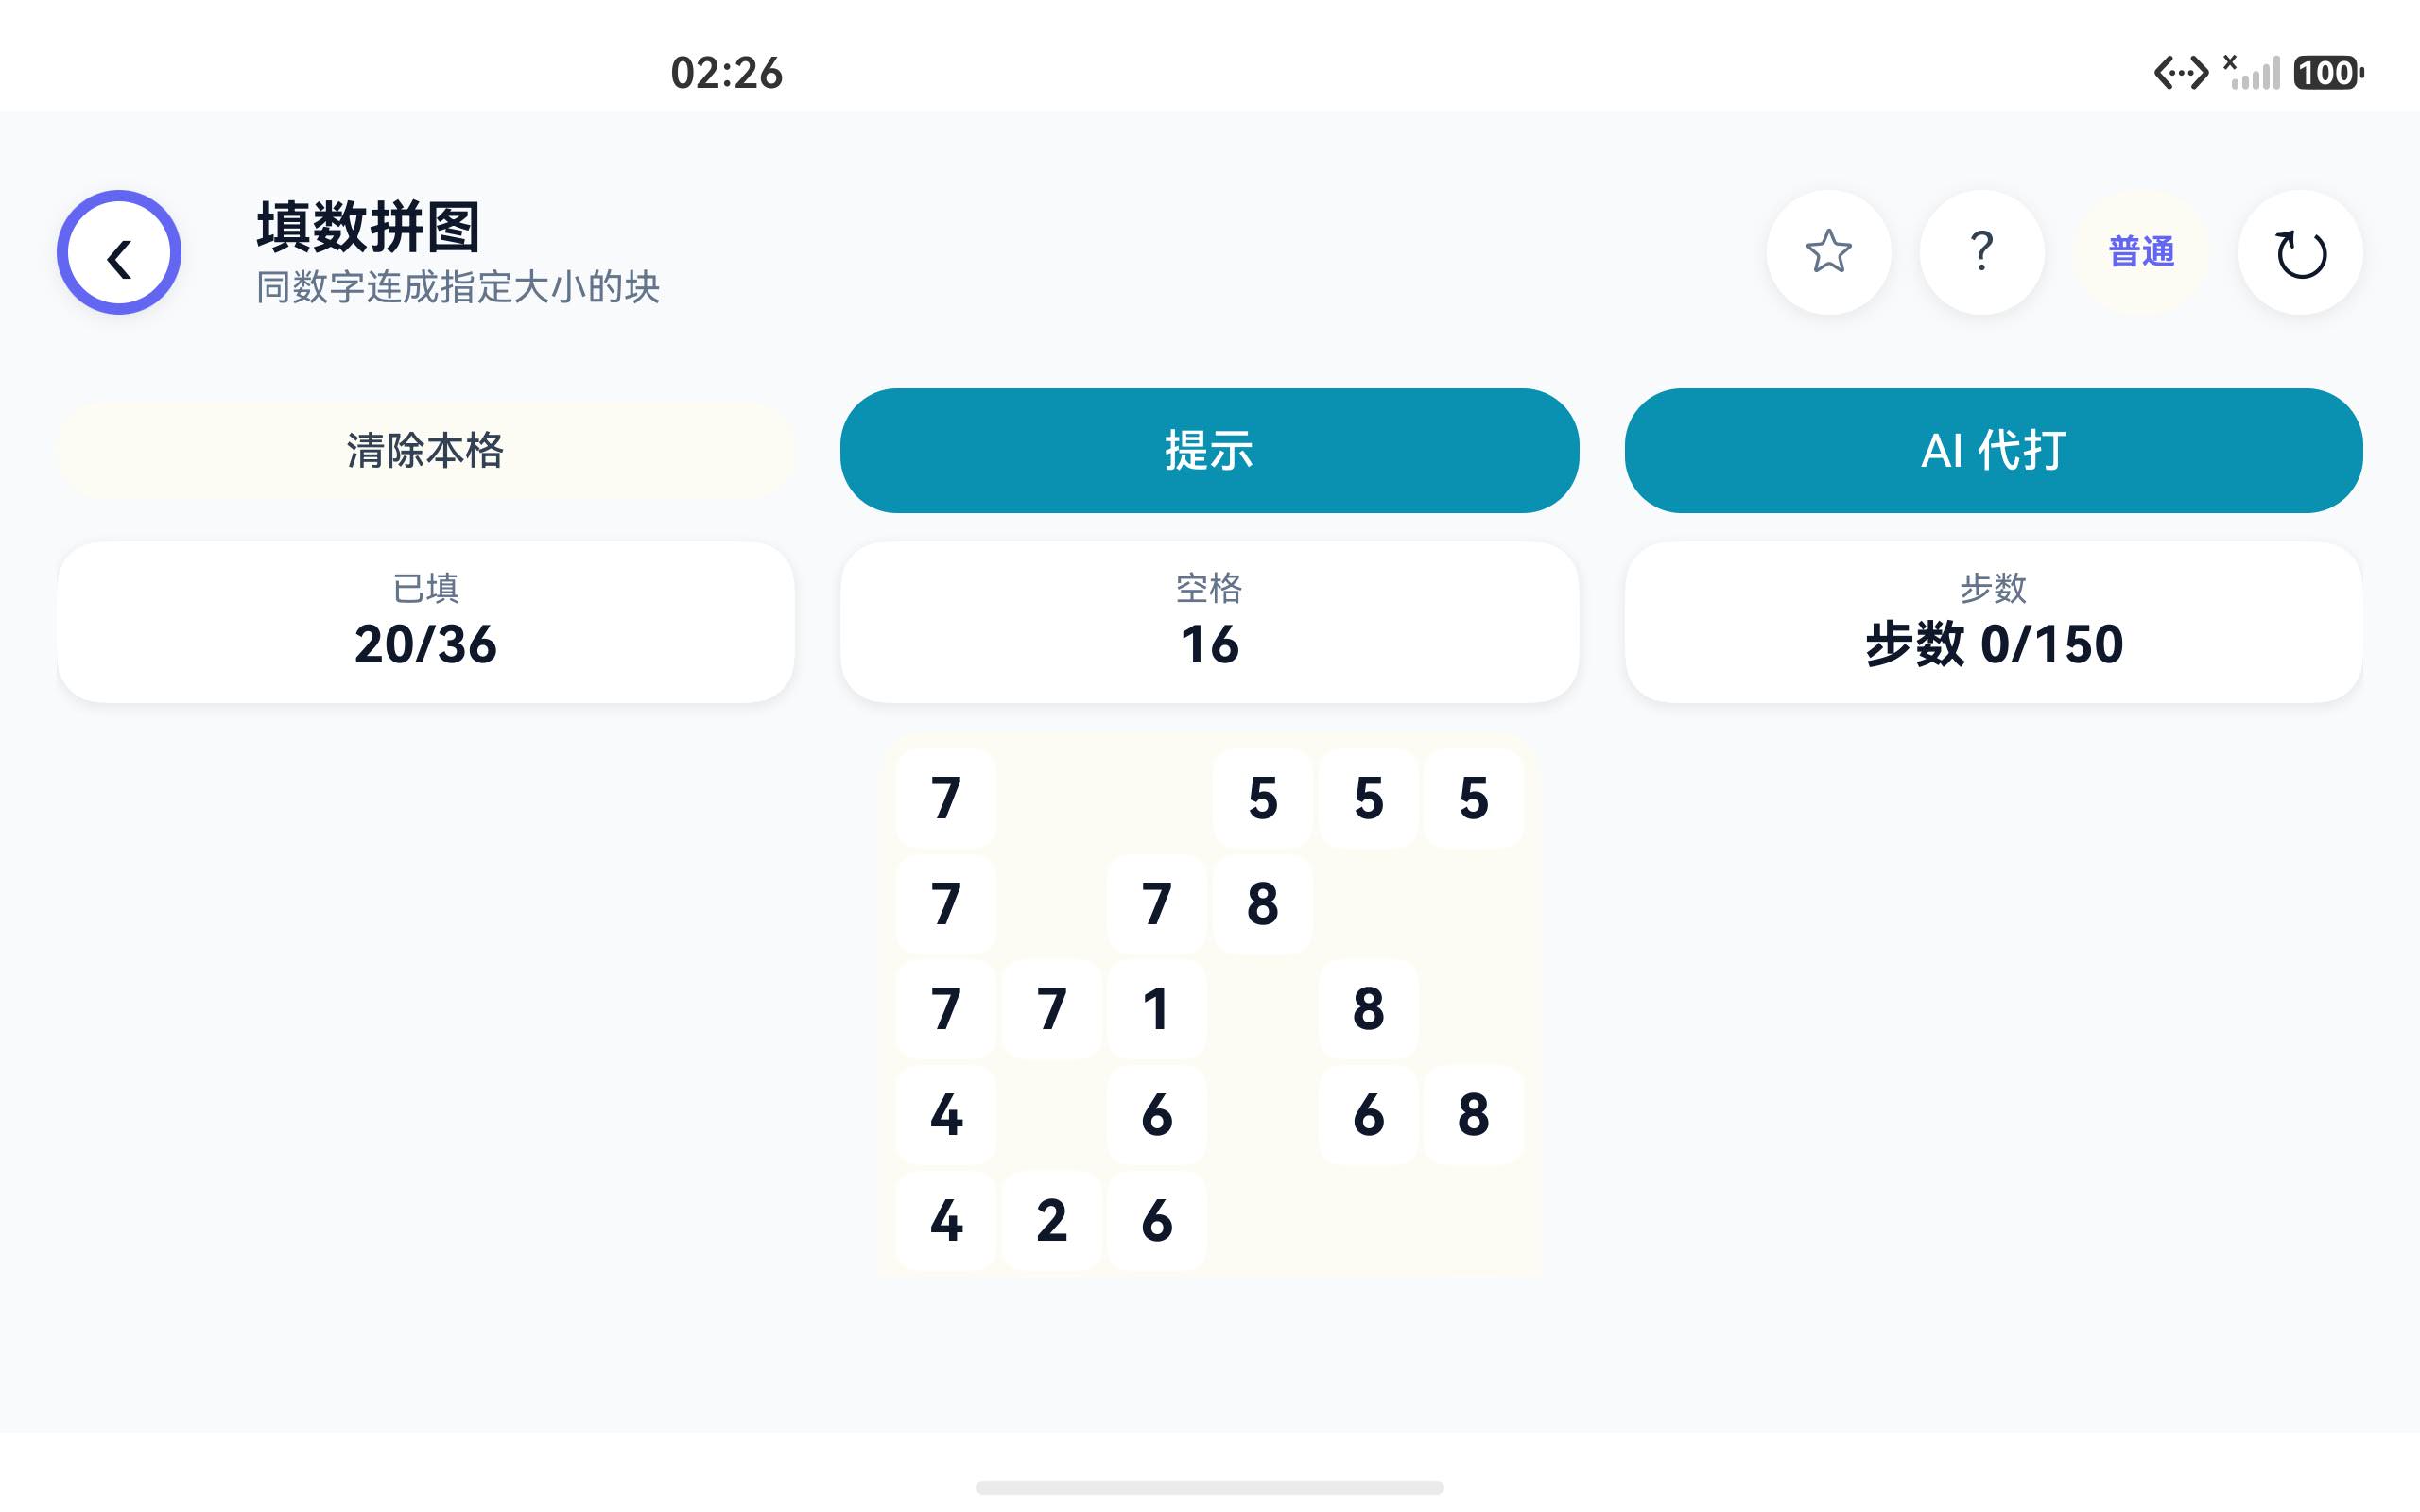 02:26
100
填数拼图
同数字连成指定大小的块
?
普通
清除本格
提示
AI 代打
已填
20/36
空格
16
步数
步数 0/150
7 5 5 5
7 7 8
7 7 1 8
4 6 6 8
4 2 6